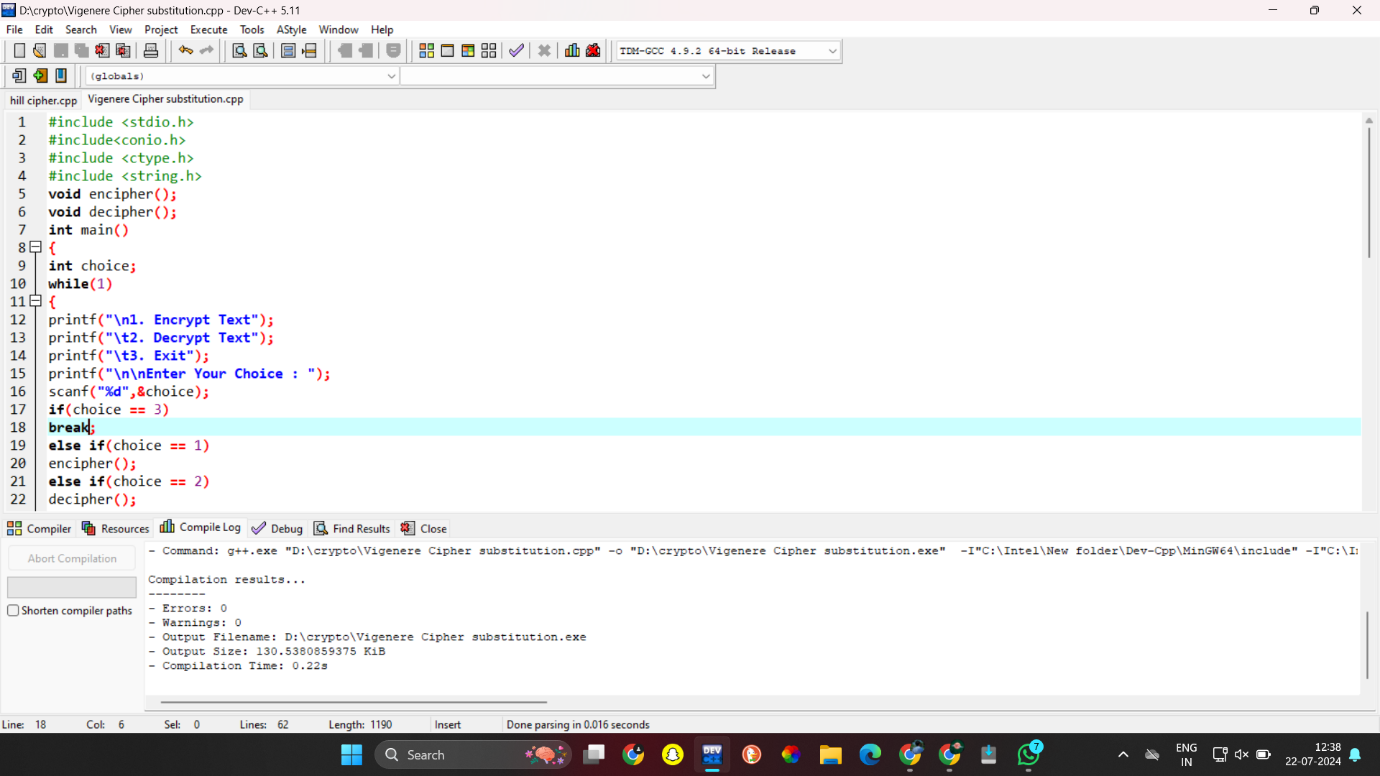 D:\crypto\Vigenere Cipher substitution.cpp - Dev-C++ 5.11
File Edit Search View Project Execute Tools AStyle Window Help
TDM-GCC 4.9.2 64-bit Release
(globals)
hill cipher.cpp Vigenere Cipher substitution.cpp
1 #include <stdio.h>
2 #include<conio.h>
3 #include <ctype.h>
4 #include <string.h>
5 void encipher();
6 void decipher();
7 int main()
8 {
9 int choice;
10 while(1)
11 {
12 printf("\n1. Encrypt Text");
13 printf("\t2. Decrypt Text");
14 printf("\t3. Exit");
15 printf("\n\nEnter Your Choice : ");
16 scanf("%d",&choice);
17 if(choice == 3)
18 break;
19 else if(choice == 1)
20 encipher();
21 else if(choice == 2)
22 decipher();
Compiler Resources Compile Log Debug Find Results Close
Abort Compilation
Shorten compiler paths
- Command: g++.exe "D:\crypto\Vigenere Cipher substitution.cpp" -o "D:\crypto\Vigenere Cipher substitution.exe" -I"C:\Intel\New folder\Dev-Cpp\MinGW64\include" -I"C:\I
Compilation results...
--------
- Errors: 0
- Warnings: 0
- Output Filename: D:\crypto\Vigenere Cipher substitution.exe
- Output Size: 130.5380859375 KiB
- Compilation Time: 0.22s
Line: 18 Col: 6 Sel: 0 Lines: 62 Length: 1190 Insert Done parsing in 0.016 seconds
Search
DEV
7
ENG
IN
12:38
22-07-2024